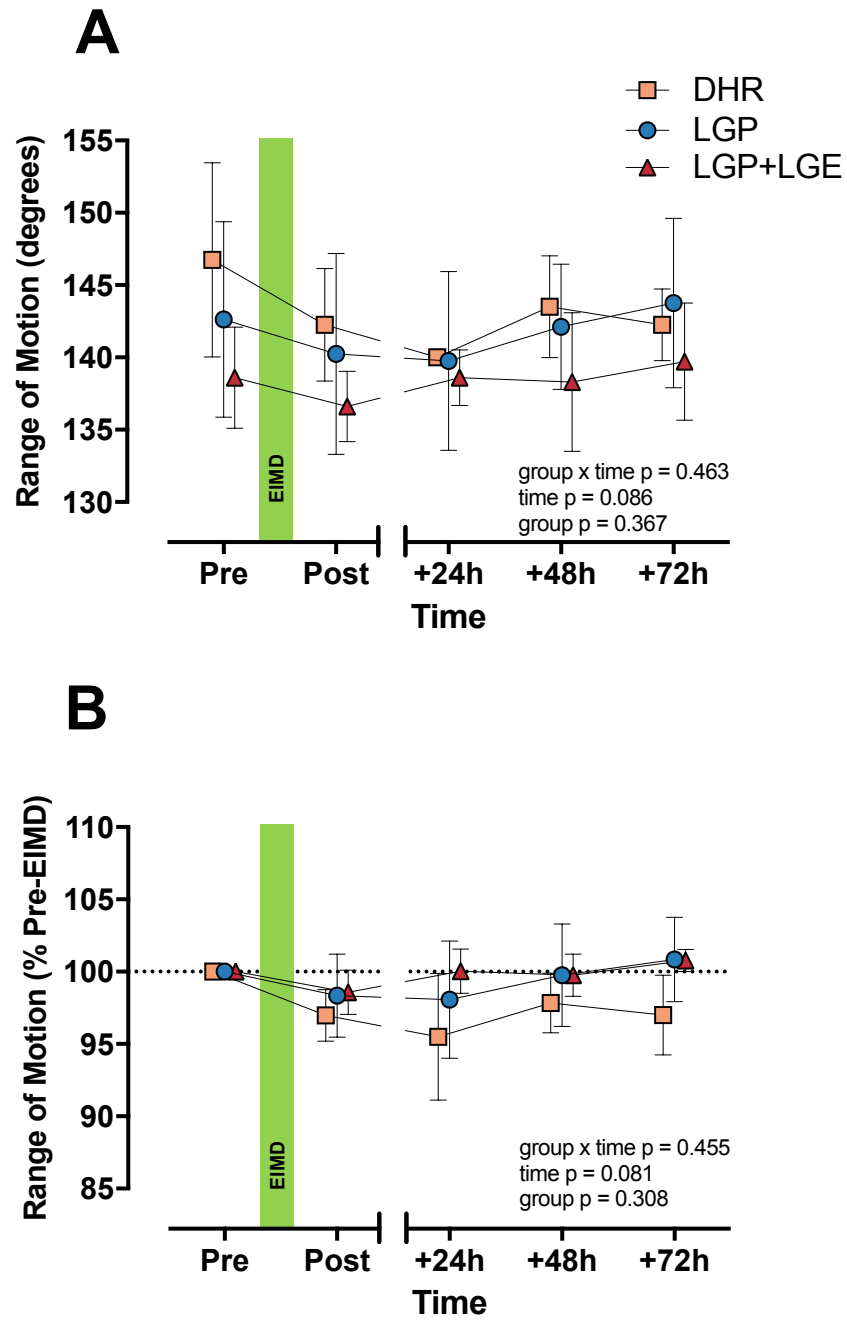 A
DHR
LGP
LGP+LGE
Range of Motion (degrees)
155
150
145
140
135
130
EIMD
group x time p = 0.463
time p = 0.086
group p = 0.367
Pre Post +24h +48h +72h
Time
B
Range of Motion (% Pre-EIMD)
110
105
100
95
90
85
EIMD
group x time p = 0.455
time p = 0.081
group p = 0.308
Pre Post +24h +48h +72h
Time